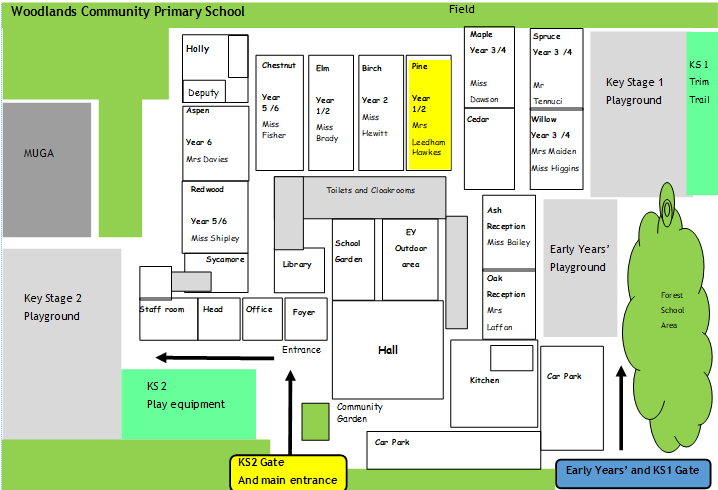 Woodlands Community Primary School
Field
Holly
Deputy
Chestnut
Year
5 /6
Miss
Fisher
Elm
Year
1/2
Miss
Brady
Birch
Year 2
Miss
Hewitt
Pine
Year
1/2
Mrs
Leedham
Hawkes
Maple
Year 3 /4
Miss
Dawson
Spruce
Year 3 /4
Mr
Tennuci
Key Stage 1
Playground
KS 1
Trim
Trail
MUGA
Aspen
Year 6
Mrs Davies
Cedar
Willow
Year 3 /4
Mrs Maiden
Miss Higgins
Redwood
Year 5/6
Miss Shipley
Toilets and Cloakrooms
Ash
Reception
Miss Bailey
Early Years'
Playground
Sycamore
Library
School
Garden
EY
Outdoor
area
Oak
Reception
Mrs
Laffan
Forest
School
Area
Key Stage 2
Playground
Staff room
Head
Office
Foyer
Entrance
Hall
Kitchen
Car Park
KS 2
Play equipment
Community
Garden
Car Park
KS2 Gate
And main entrance
Early Years' and KS1 Gate